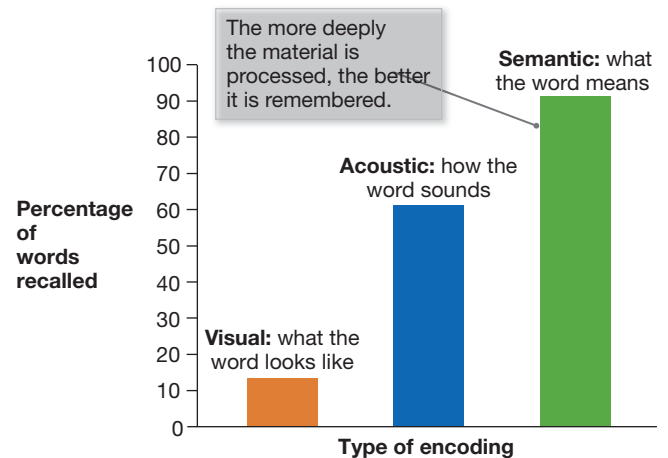 The more deeply
the material is
processed, the better
it is remembered.
Semantic: what
the word means
Acoustic: how the
word sounds
Visual: what the
word looks like
Percentage
of
words
recalled
100
90
80
70
60
50
40
30
20
10
0
Type of encoding